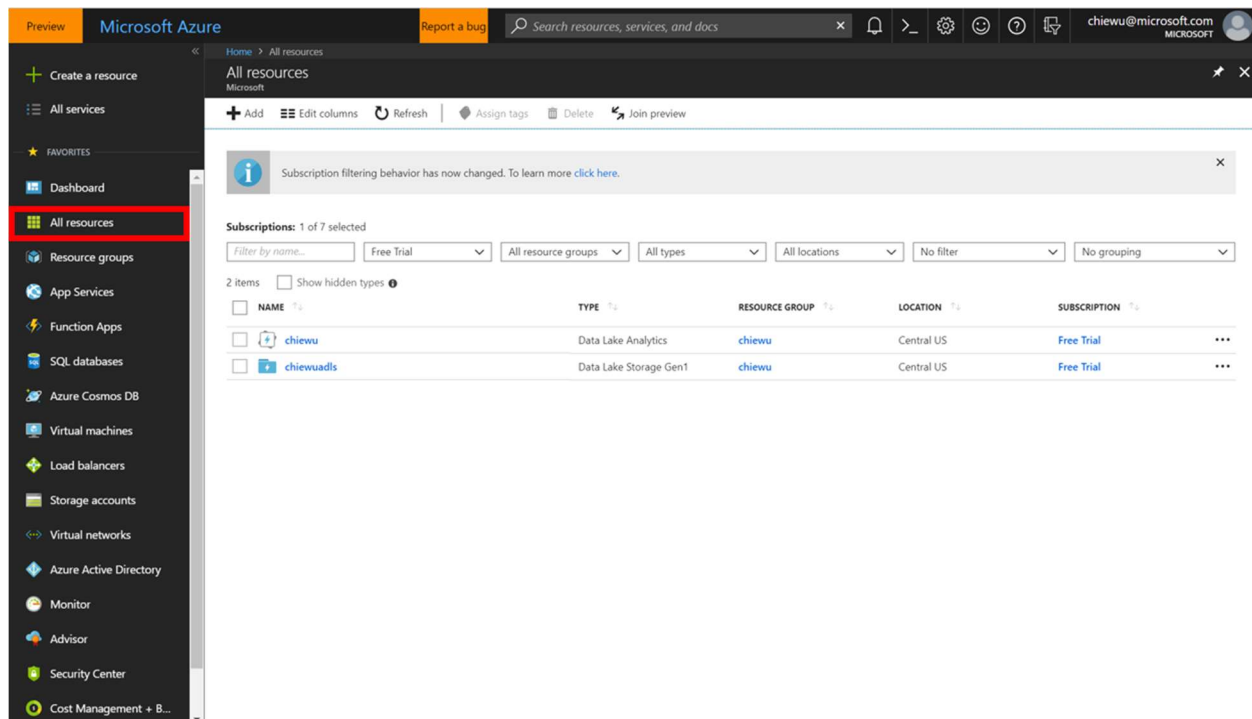 Preview
Microsoft Azure
Report a bug
Search resources, services, and docs
chiewu@microsoft.com
MICROSOFT
Create a resource
All services
FAVORITES
Dashboard
All resources
Resource groups
App Services
Function Apps
SQL databases
Azure Cosmos DB
Virtual machines
Load balancers
Storage accounts
Virtual networks
Azure Active Directory
Monitor
Advisor
Security Center
Cost Management + B...
Home > All resources
All resources
Microsoft
Add Edit columns Refresh Assign tags Delete Join preview
Subscription filtering behavior has now changed. To learn more click here.
Subscriptions: 1 of 7 selected
Filter by name... Free Trial All resource groups All types All locations No filter No grouping
2 items Show hidden types
NAME TYPE RESOURCE GROUP LOCATION SUBSCRIPTION
chiewu Data Lake Analytics chiewu Central US Free Trial
chiewuadls Data Lake Storage Gen1 chiewu Central US Free Trial